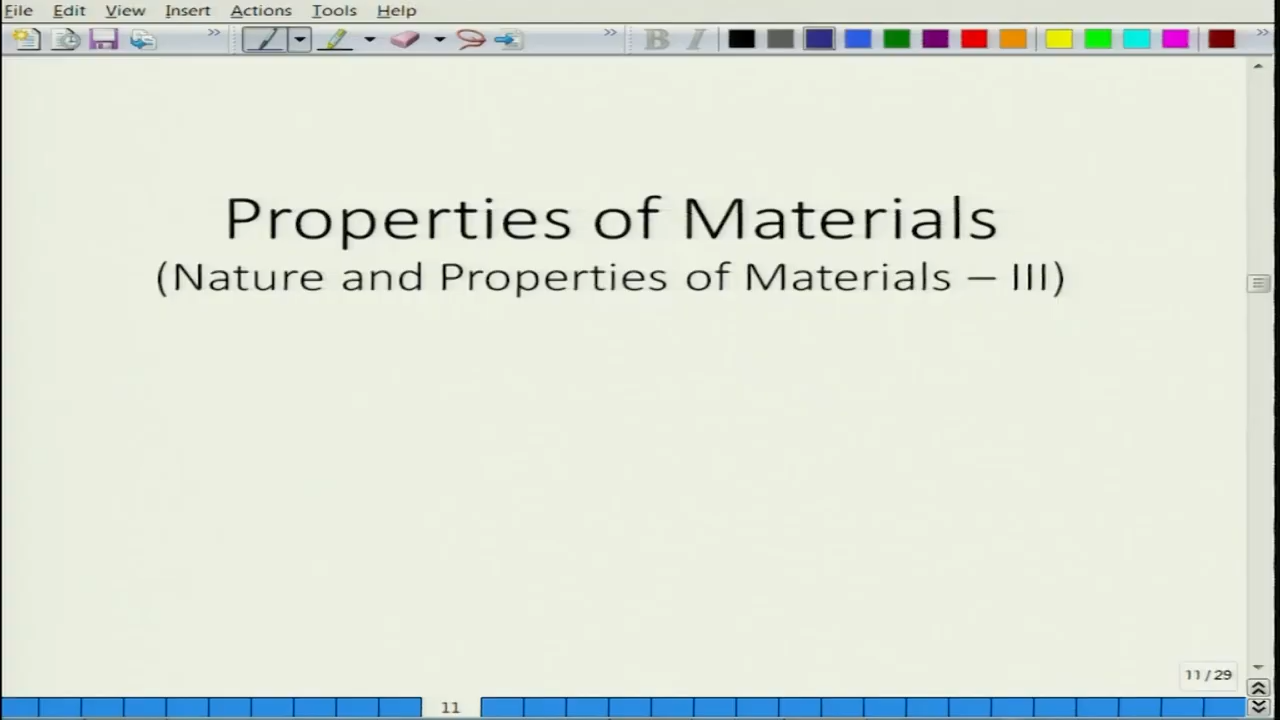 File Edit View Insert Actions Tools Help
B I
Properties of Materials
(Nature and Properties of Materials – III)
11 / 29
11